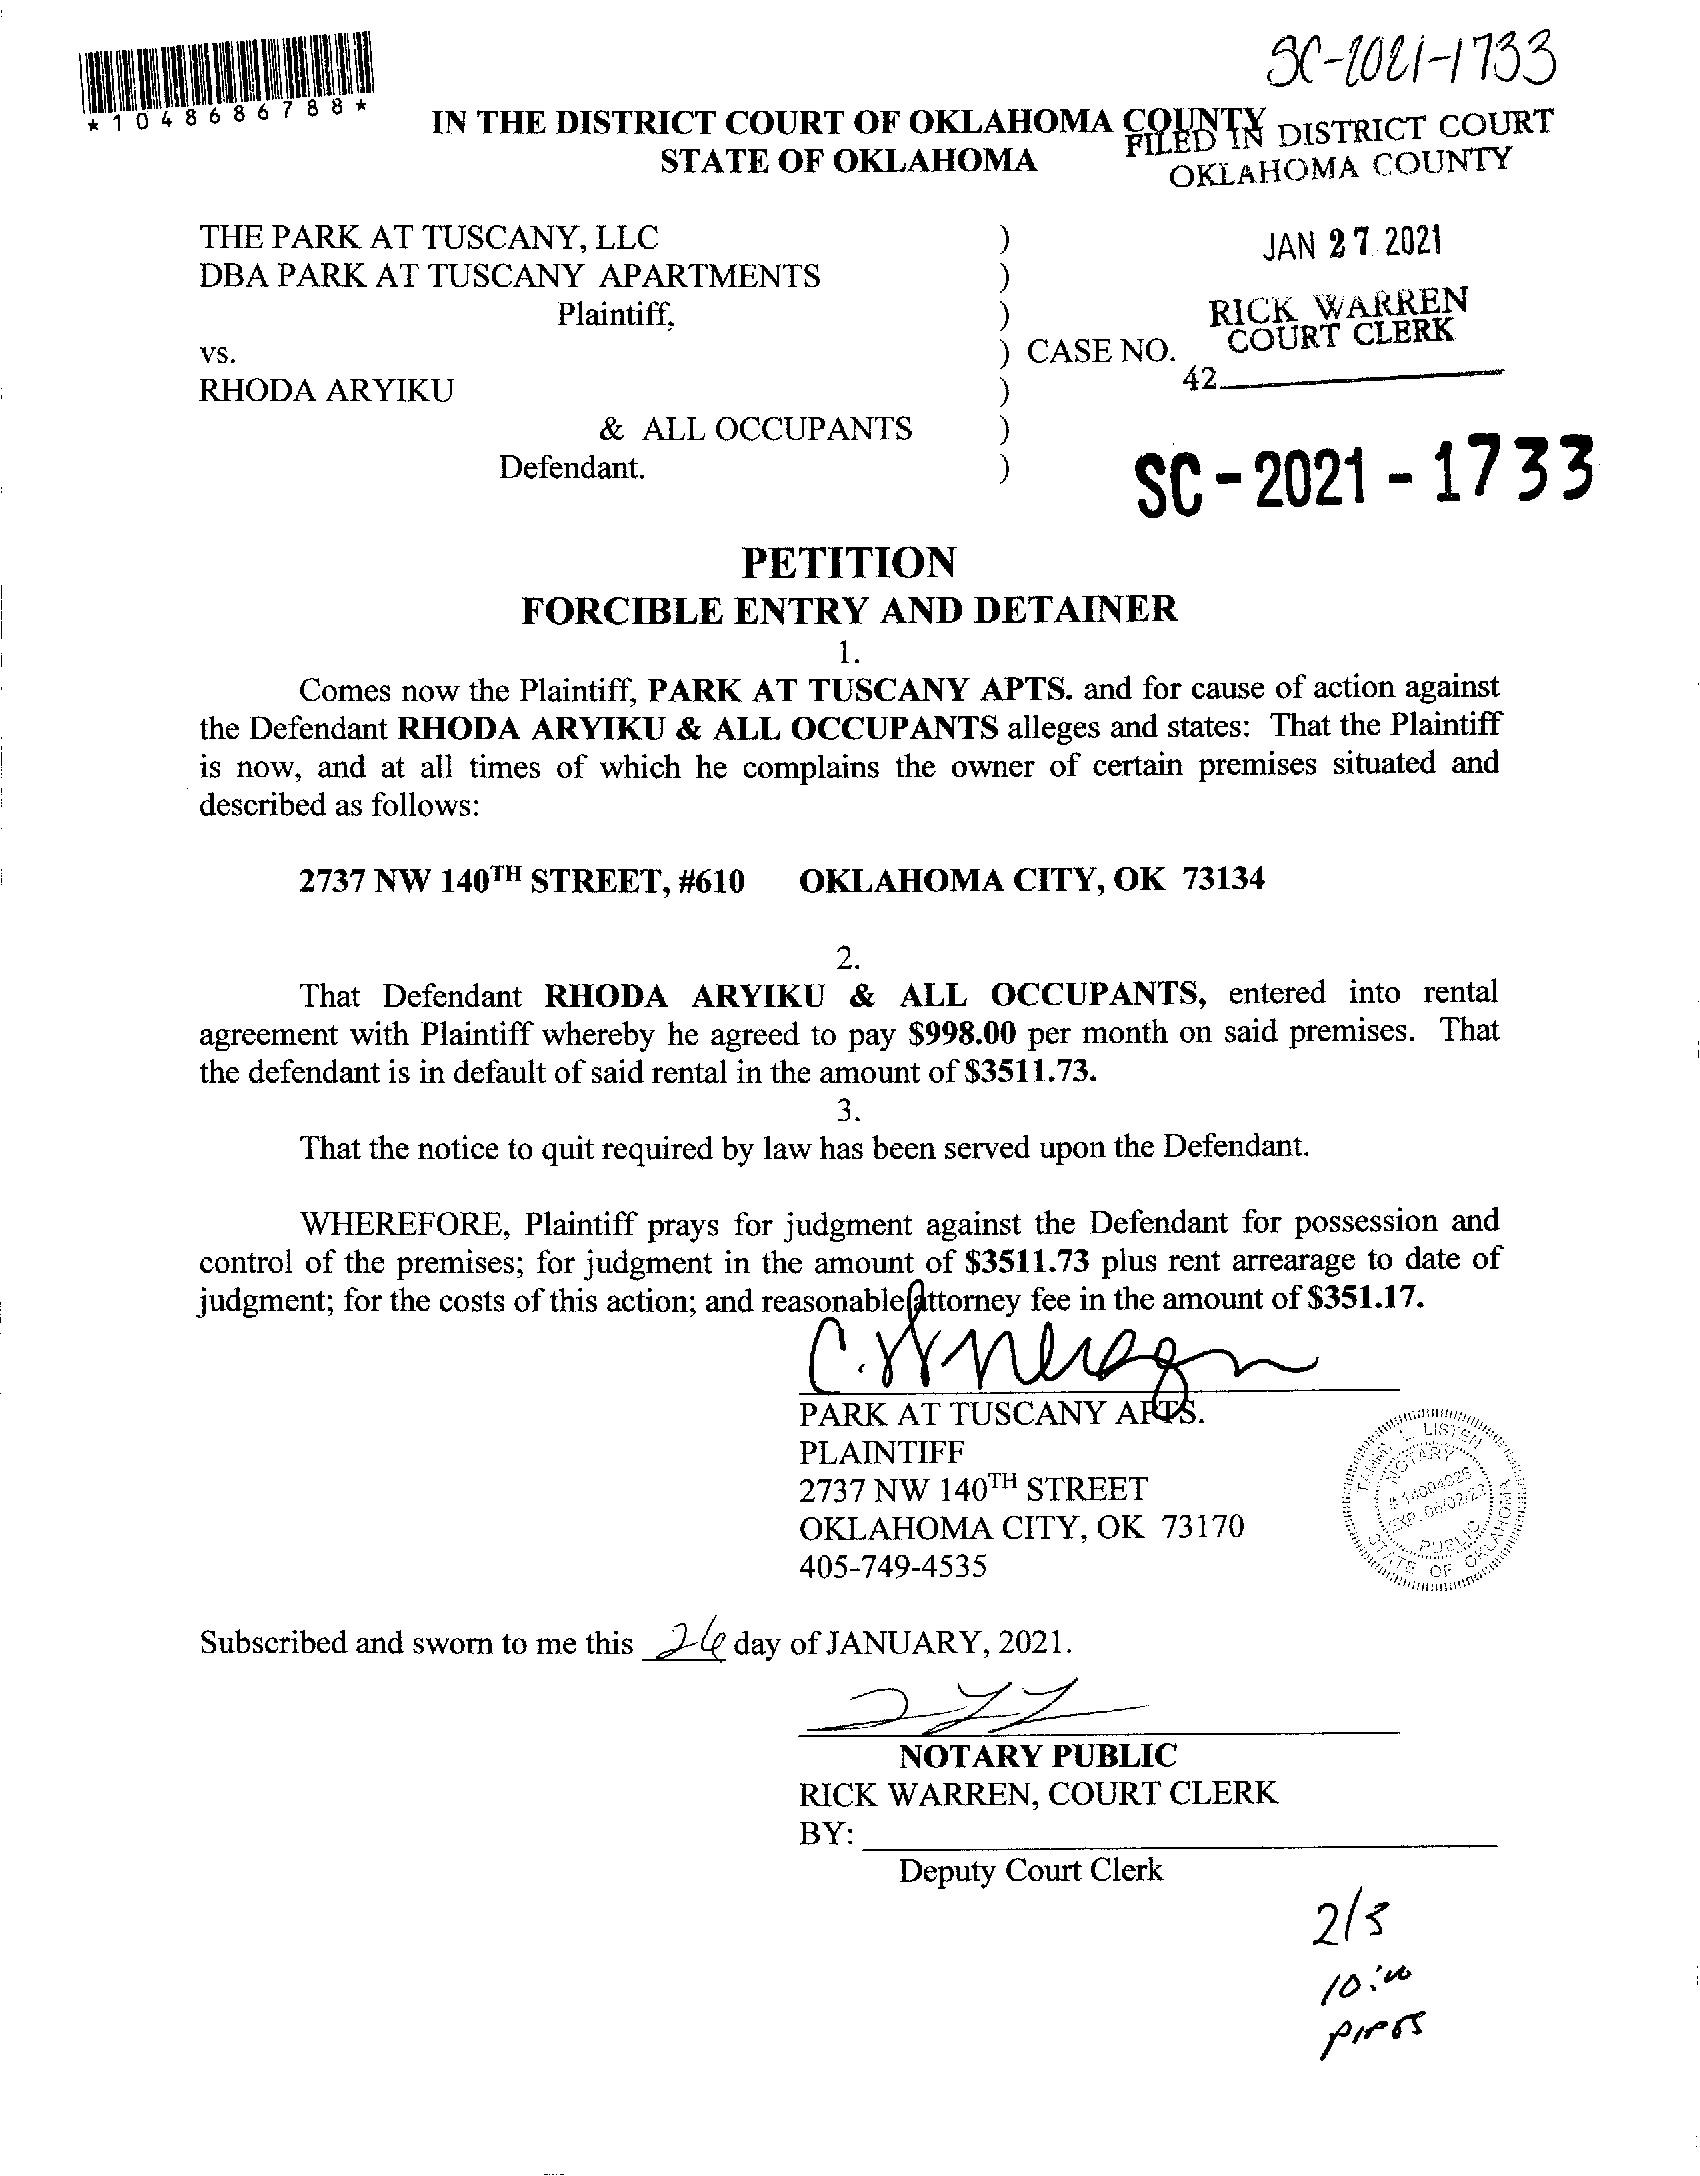 SC-2021-1733
*1048686788*
IN THE DISTRICT COURT OF OKLAHOMA COUNTY
STATE OF OKLAHOMA
FILED IN DISTRICT COURT
OKLAHOMA COUNTY
JAN 27 2021
RICK WARREN
COURT CLERK
42
THE PARK AT TUSCANY, LLC )
DBA PARK AT TUSCANY APARTMENTS )
Plaintiff, )
vs. ) CASE NO.
RHODA ARYIKU )
& ALL OCCUPANTS )
Defendant. )
SC - 2021 - 1733
PETITION
FORCIBLE ENTRY AND DETAINER
1.
Comes now the Plaintiff, PARK AT TUSCANY APTS. and for cause of action against
the Defendant RHODA ARYIKU & ALL OCCUPANTS alleges and states: That the Plaintiff
is now, and at all times of which he complains the owner of certain premises situated and
described as follows:
2737 NW 140TH STREET, #610 OKLAHOMA CITY, OK 73134
2.
That Defendant RHODA ARYIKU & ALL OCCUPANTS, entered into rental
agreement with Plaintiff whereby he agreed to pay $998.00 per month on said premises. That
the defendant is in default of said rental in the amount of $3511.73.
3.
That the notice to quit required by law has been served upon the Defendant.
WHEREFORE, Plaintiff prays for judgment against the Defendant for possession and
control of the premises; for judgment in the amount of $3511.73 plus rent arrearage to date of
judgment; for the costs of this action; and reasonable attorney fee in the amount of $351.17.
PARK AT TUSCANY APTS.
PLAINTIFF
2737 NW 140TH STREET
OKLAHOMA CITY, OK 73170
405-749-4535
TAMMY L. LISTEN
NOTARY
# 14004026
EXP. 06/02/22
PUBLIC
STATE OF OKLAHOMA
Subscribed and sworn to me this 26 day of JANUARY, 2021.
NOTARY PUBLIC
RICK WARREN, COURT CLERK
BY:
Deputy Court Clerk
2/3
10:00